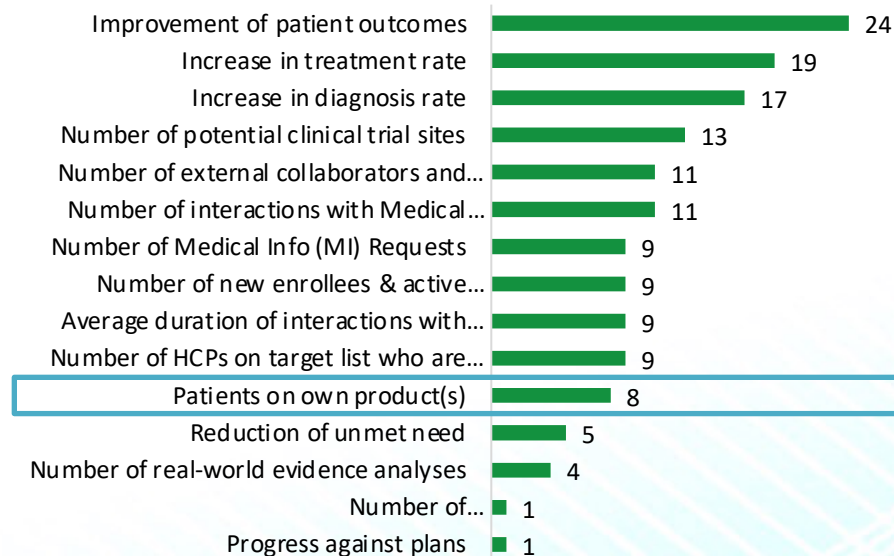 Improvement of patient outcomes 24
Increase in treatment rate 19
Increase in diagnosis rate 17
Number of potential clinical trial sites 13
Number of external collaborators and... 11
Number of interactions with Medical... 11
Number of Medical Info (MI) Requests 9
Number of new enrollees & active... 9
Average duration of interactions with... 9
Number of HCPs on target list who are... 9
Patients on own product(s) 8
Reduction of unmet need 5
Number of real-world evidence analyses 4
Number of... 1
Progress against plans 1